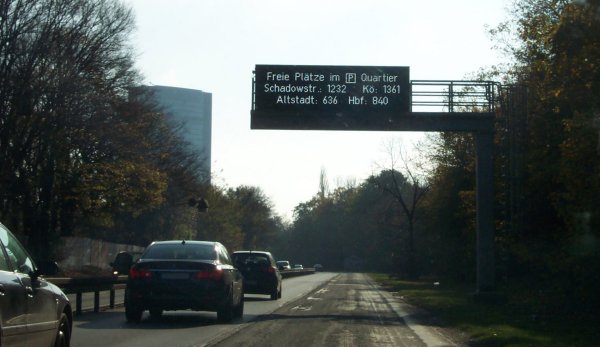 Freie Plätze im P Quartier
Schadowstr.: 1232 Kö: 1361
Altstadt: 636 Hbf: 840